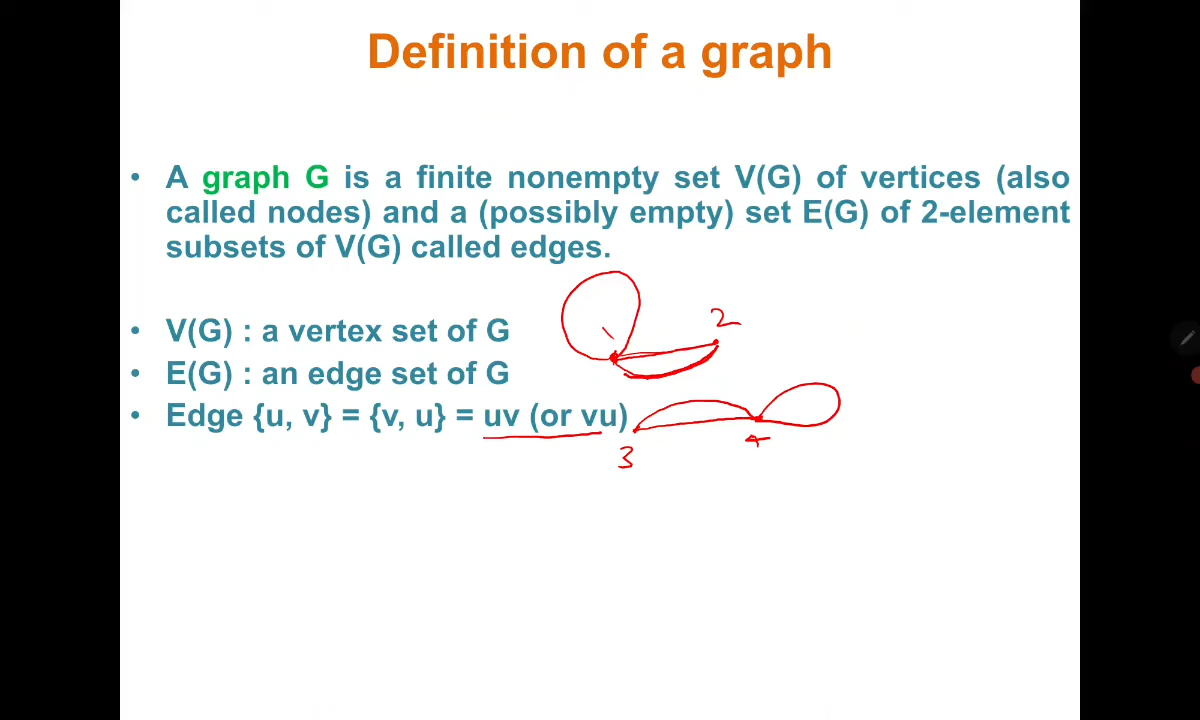 Definition of a graph
• A graph G is a finite nonempty set V(G) of vertices (also
called nodes) and a (possibly empty) set E(G) of 2-element
subsets of V(G) called edges.
• V(G) : a vertex set of G
• E(G) : an edge set of G
• Edge {u, v} = {v, u} = uv (or vu)
1
2
3
4